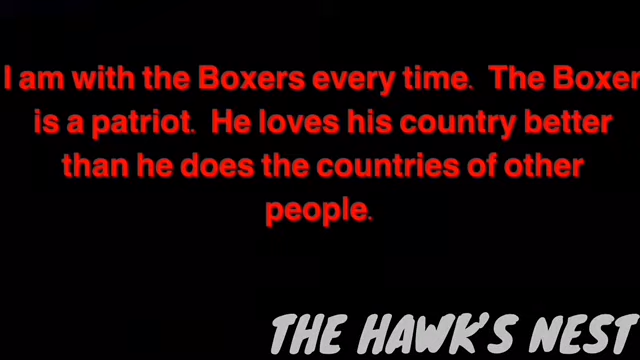 I am with the Boxers every time. The Boxer
is a patriot. He loves his country better
than he does the countries of other
people.
THE HAWK'S NEST